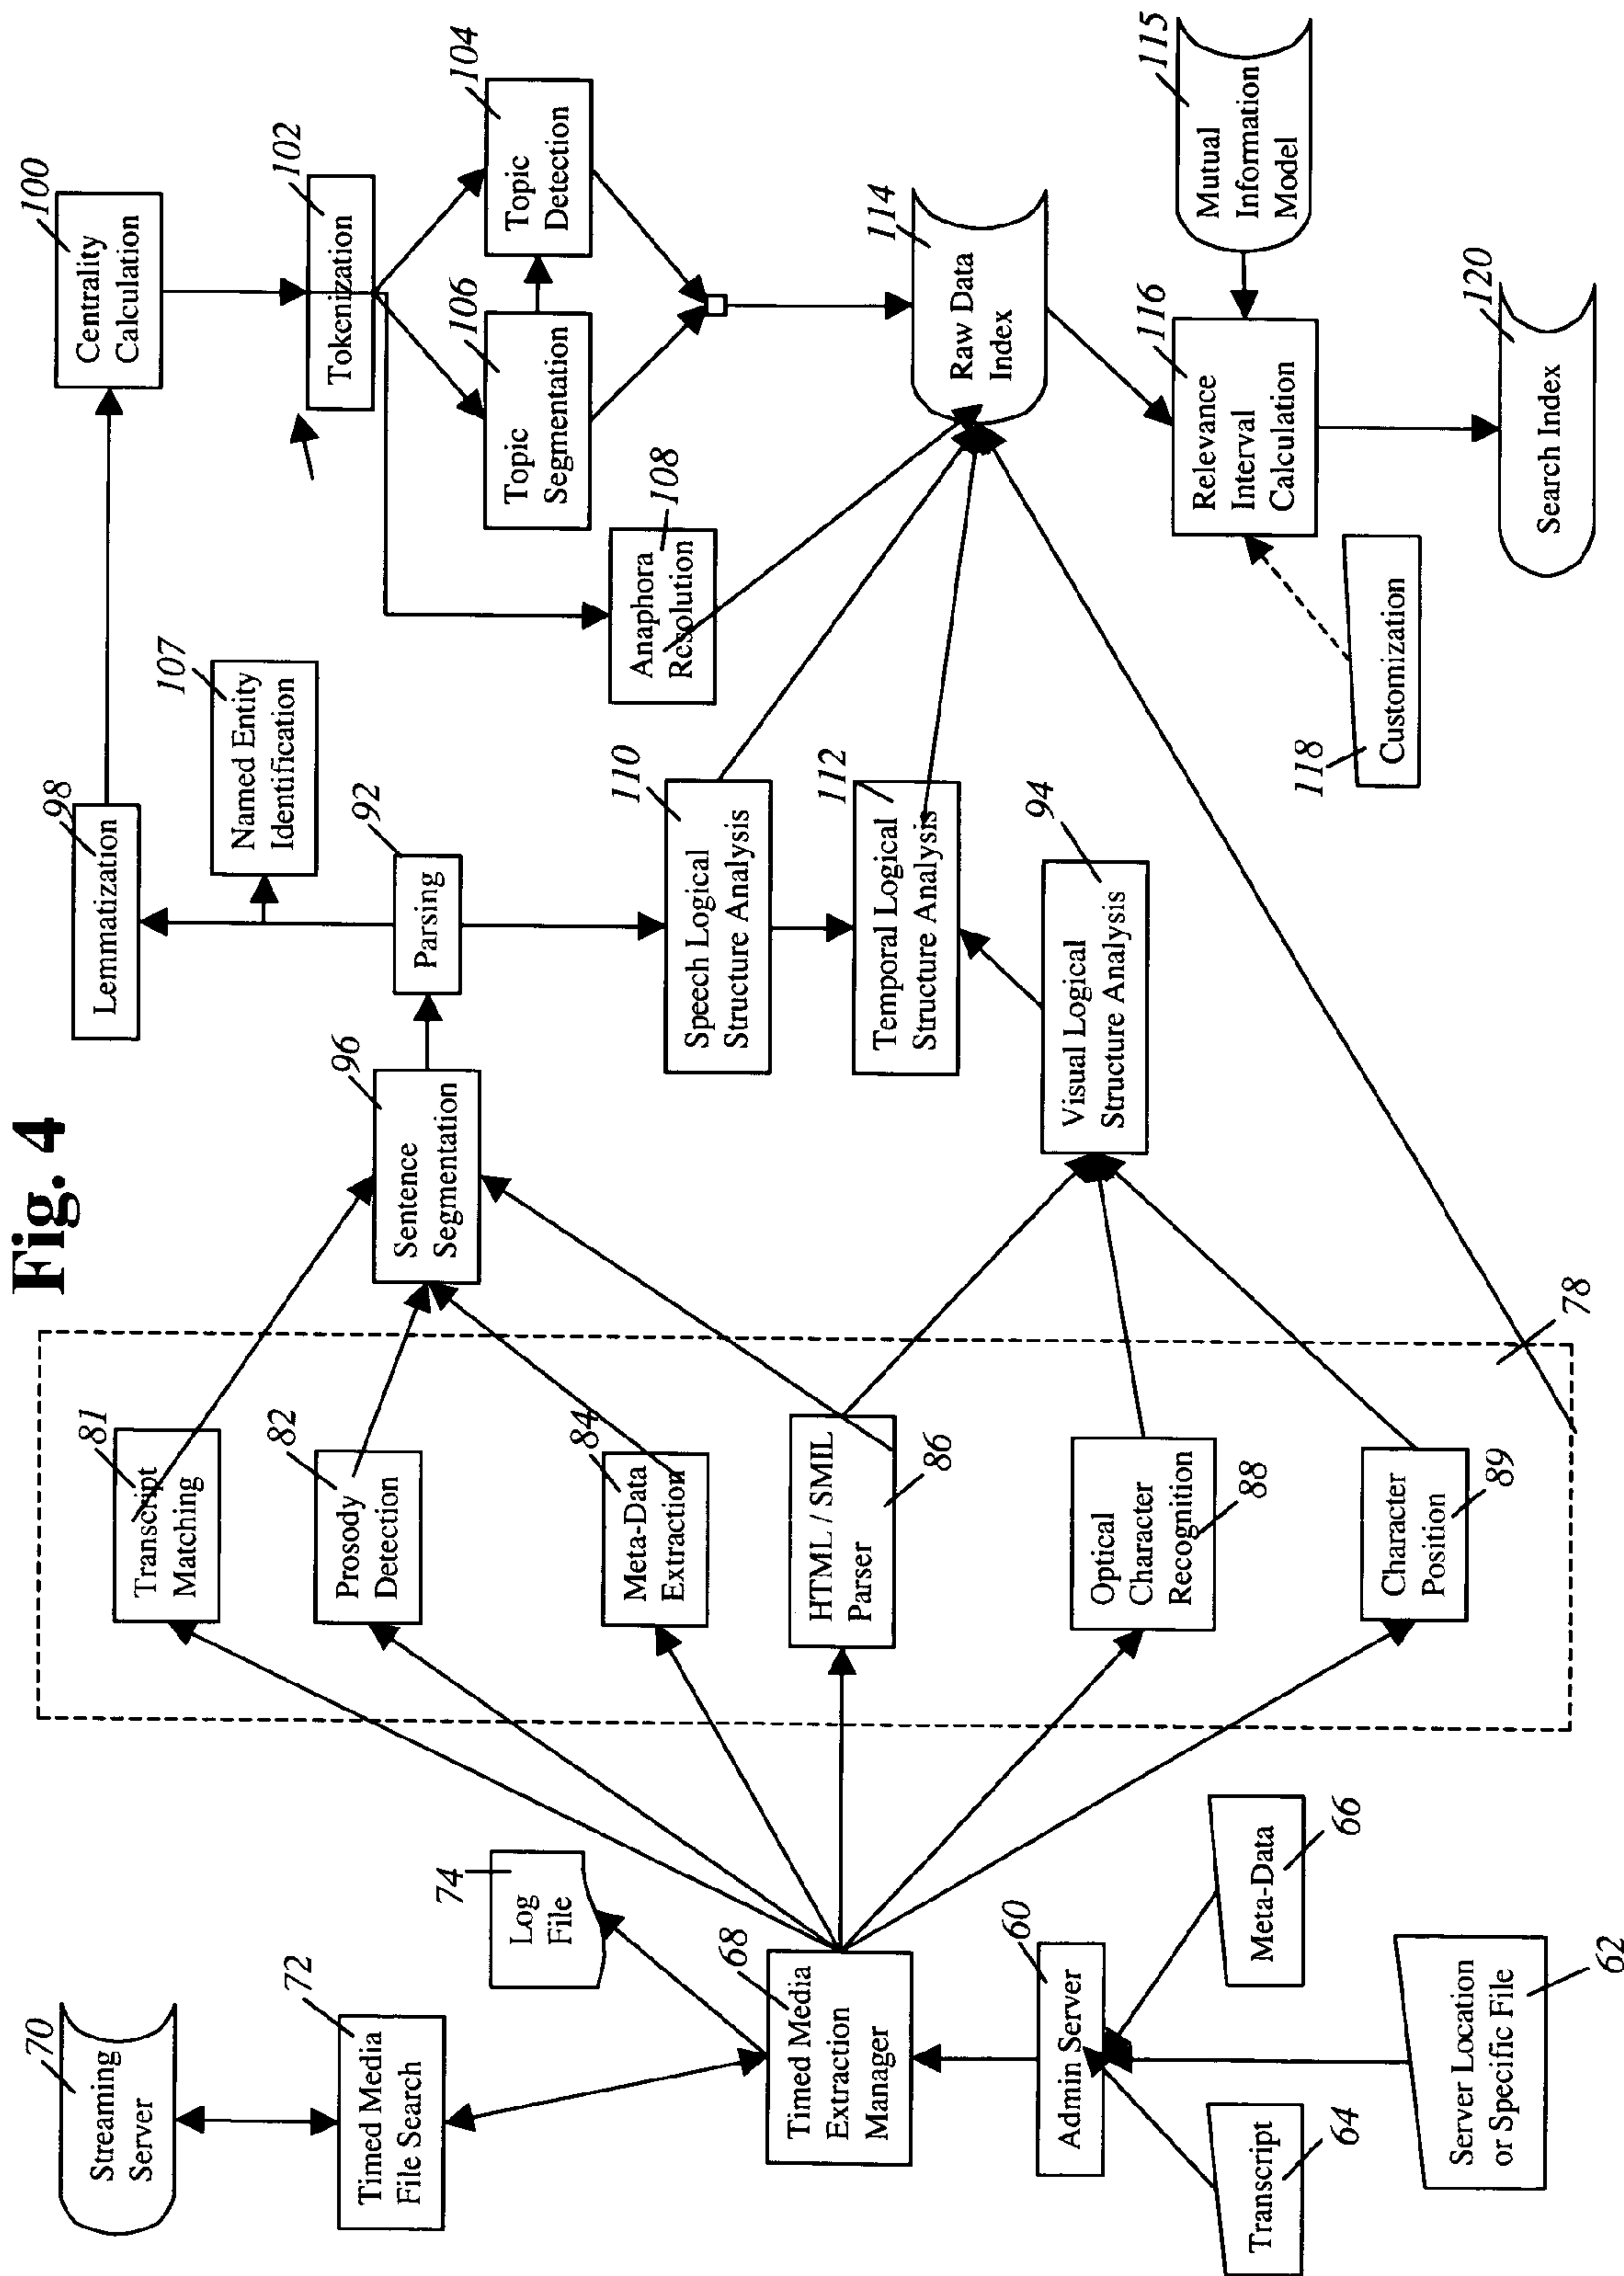 Fig. 4
70
Streaming
Server
72
Timed Media
File Search
74
Log
File
68
Timed Media
Extraction
Manager
60
Admin Server
Transcript
64
Meta-Data
66
Server Location
or Specific File
62
81
Transcript
Matching
82
Prosody
Detection
84
Meta-Data
Extraction
HTML / SMIL
Parser
86
Optical
Character
Recognition
88
Character
Position
89
78
96
Sentence
Segmentation
98
Lemmatization
107
Named Entity
Identification
92
Parsing
110
Speech Logical
Structure Analysis
112
Temporal Logical
Structure Analysis
94
Visual Logical
Structure Analysis
100
Centrality
Calculation
102
Tokenization
104
Topic
Detection
106
Topic
Segmentation
108
Anaphora
Resolution
114
Raw Data
Index
115
Mutual
Information
Model
116
Relevance
Interval
Calculation
118
Customization
120
Search Index